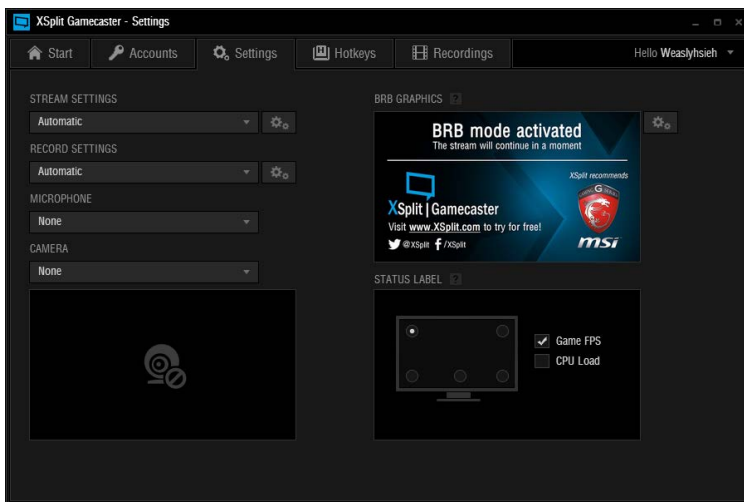 XSplit Gamecaster - Settings
Start
Accounts
Settings
Hotkeys
Recordings
Hello Weaslyhsieh
STREAM SETTINGS
Automatic
RECORD SETTINGS
Automatic
MICROPHONE
None
CAMERA
None
BRB GRAPHICS ?
BRB mode activated
The stream will continue in a moment
XSplit recommends
XSplit | Gamecaster
Visit www.XSplit.com to try for free!
@XSplit f /XSplit
msi
STATUS LABEL ?
Game FPS
CPU Load